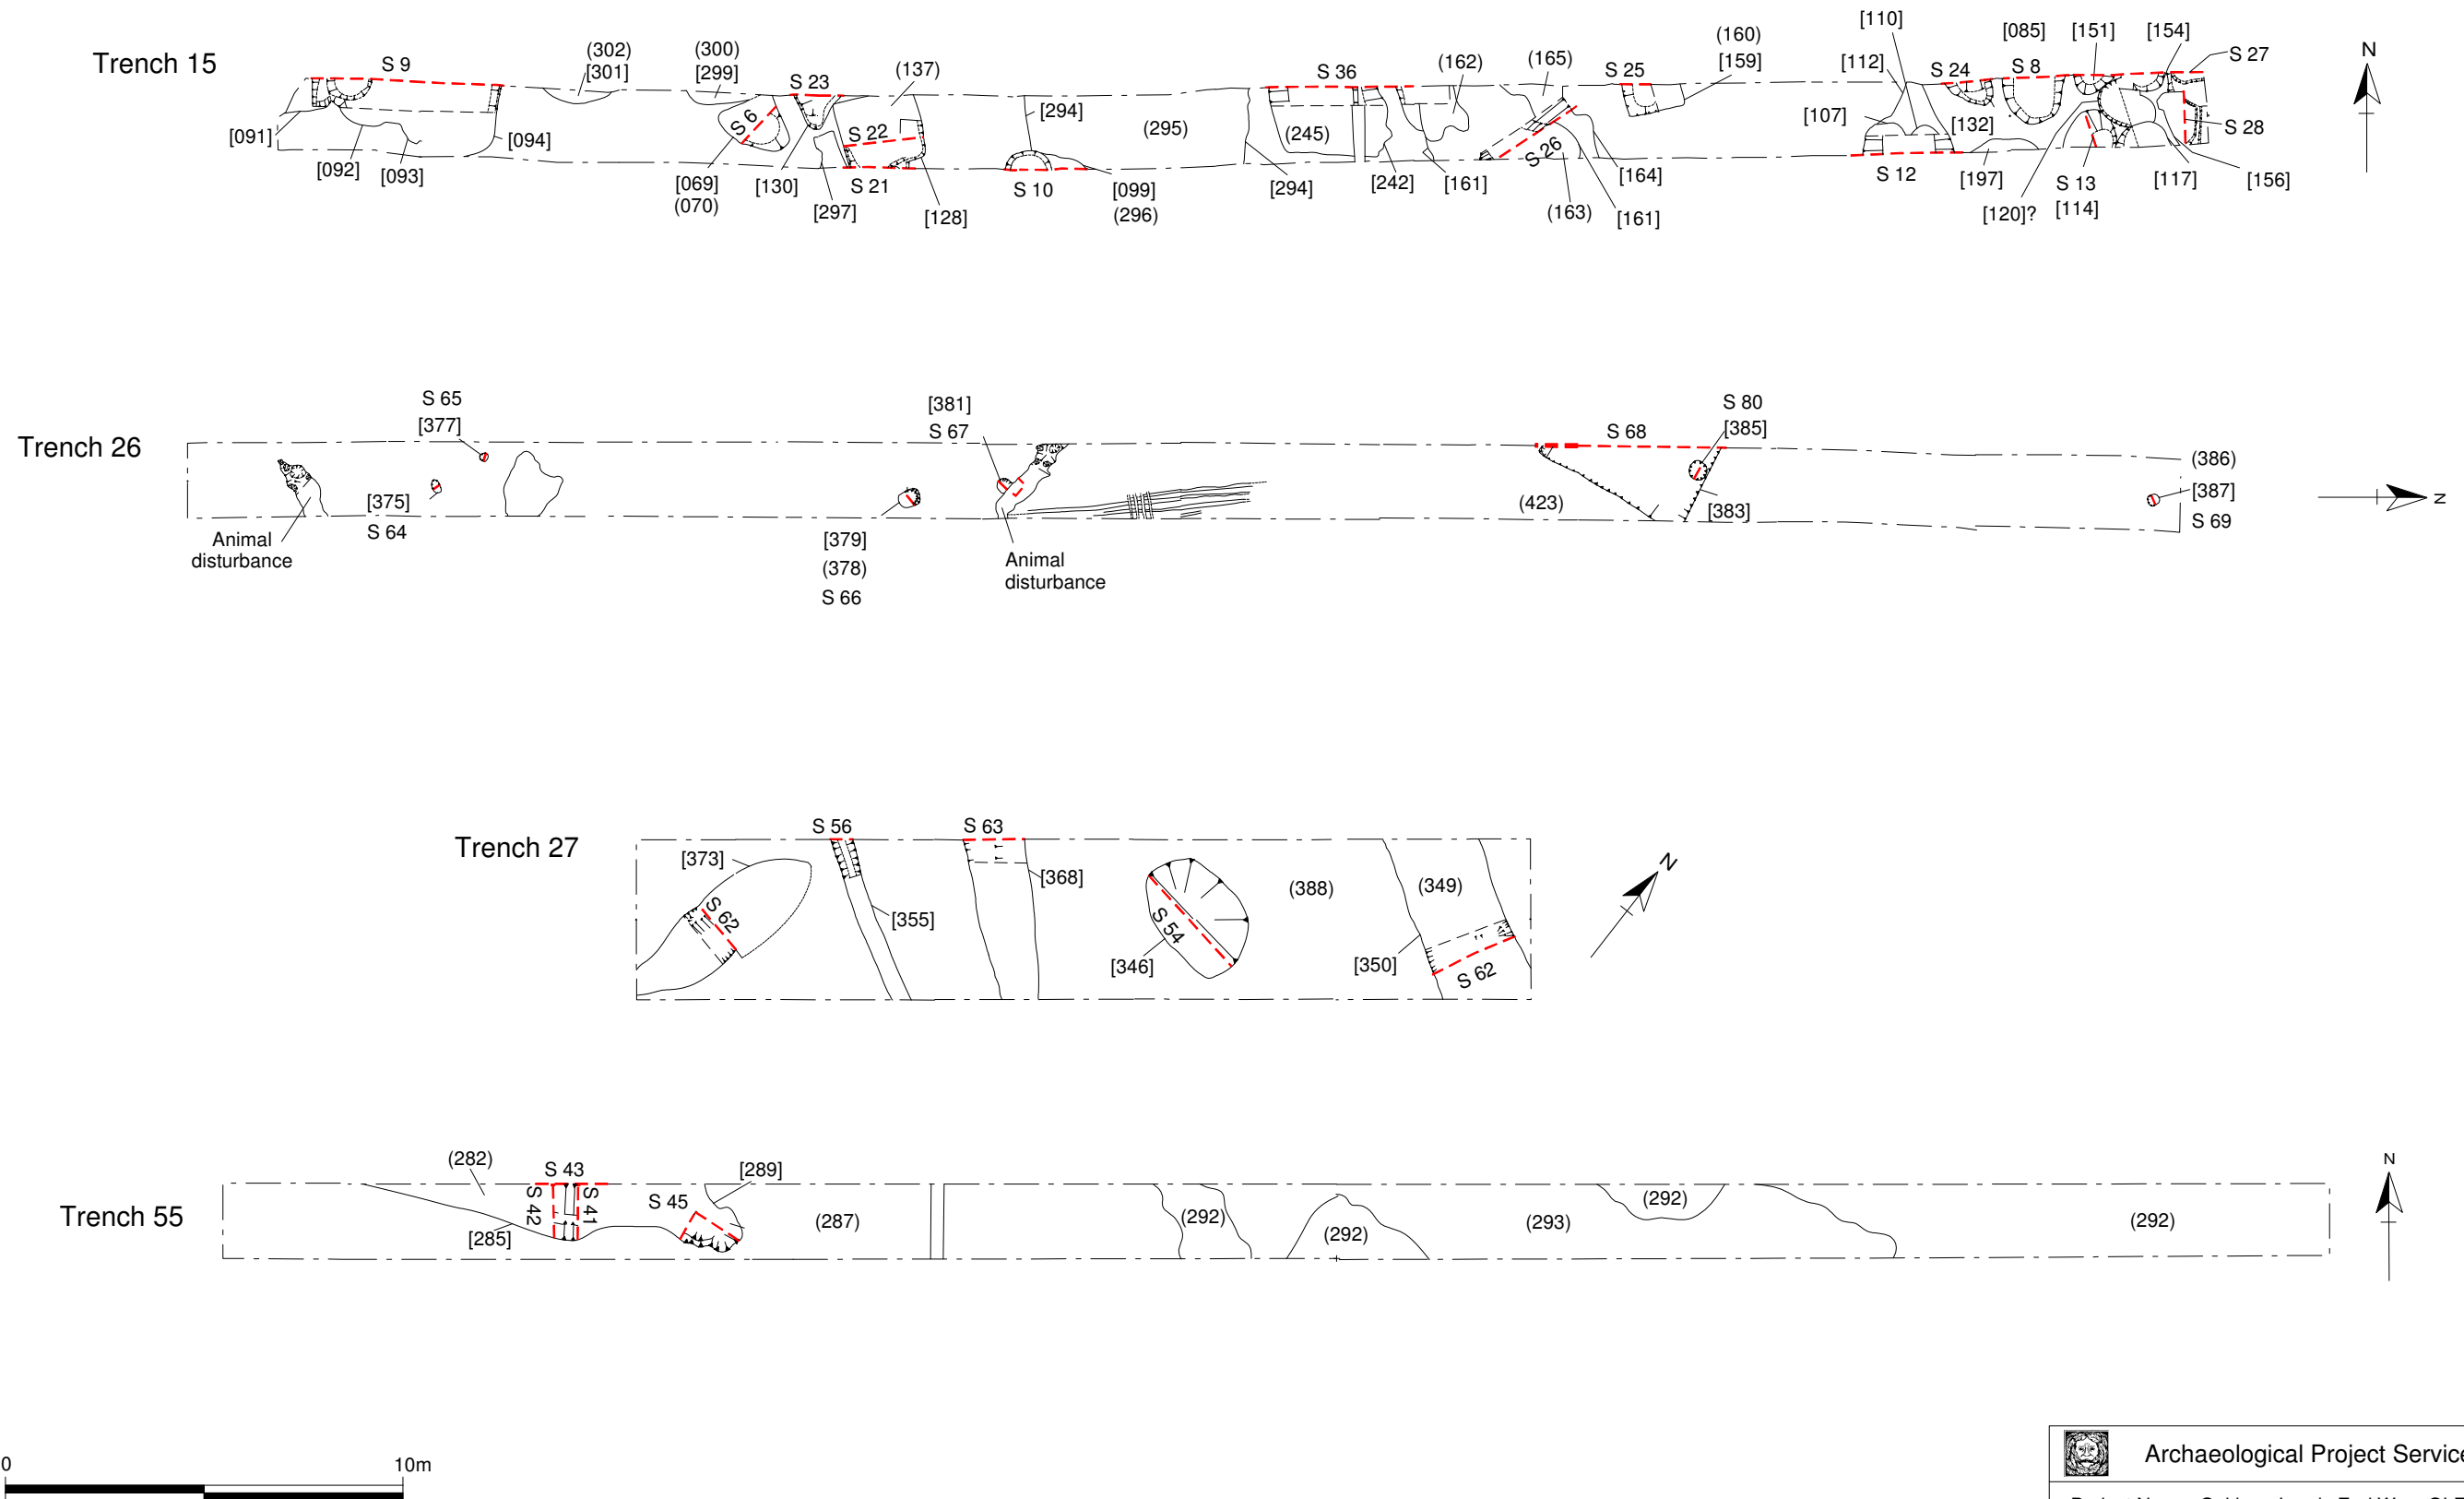 Trench 15
S 9
(302)
[301]
(300)
[299]
S 23
(137)
S 6
S 22
[294]
(295)
S 36
(245)
(162)
(165)
S 25
(160)
[159]
[110]
[112]
[107]
S 24
[132]
[085]
S 8
[151]
[154]
S 27
S 28
N
[091]
[092]
[093]
[094]
[069]
(070)
[130]
[297]
S 21
[128]
S 10
[099]
(296)
[294]
[242]
[161]
S 26
(163)
[164]
[161]
S 12
[197]
[120]?
S 13
[114]
[117]
[156]
Trench 26
S 65
[377]
[375]
S 64
Animal
disturbance
[381]
S 67
[379]
(378)
S 66
Animal
disturbance
S 68
S 80
[385]
(423)
[383]
(386)
[387]
S 69
N
Trench 27
[373]
S 62
S 56
[355]
S 63
[368]
S 54
[346]
(388)
(349)
[350]
S 62
N
Trench 55
(282)
[285]
S 43
S 42
S 41
S 45
[289]
(287)
(292)
(292)
(293)
(292)
(292)
N
0 10m
Archaeological Project Service